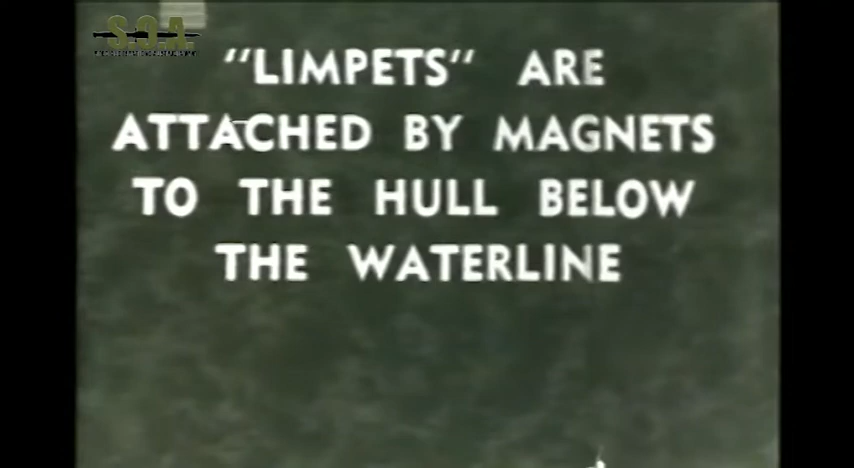 S.O.A.
"LIMPETS" ARE
ATTACHED BY MAGNETS
TO THE HULL BELOW
THE WATERLINE